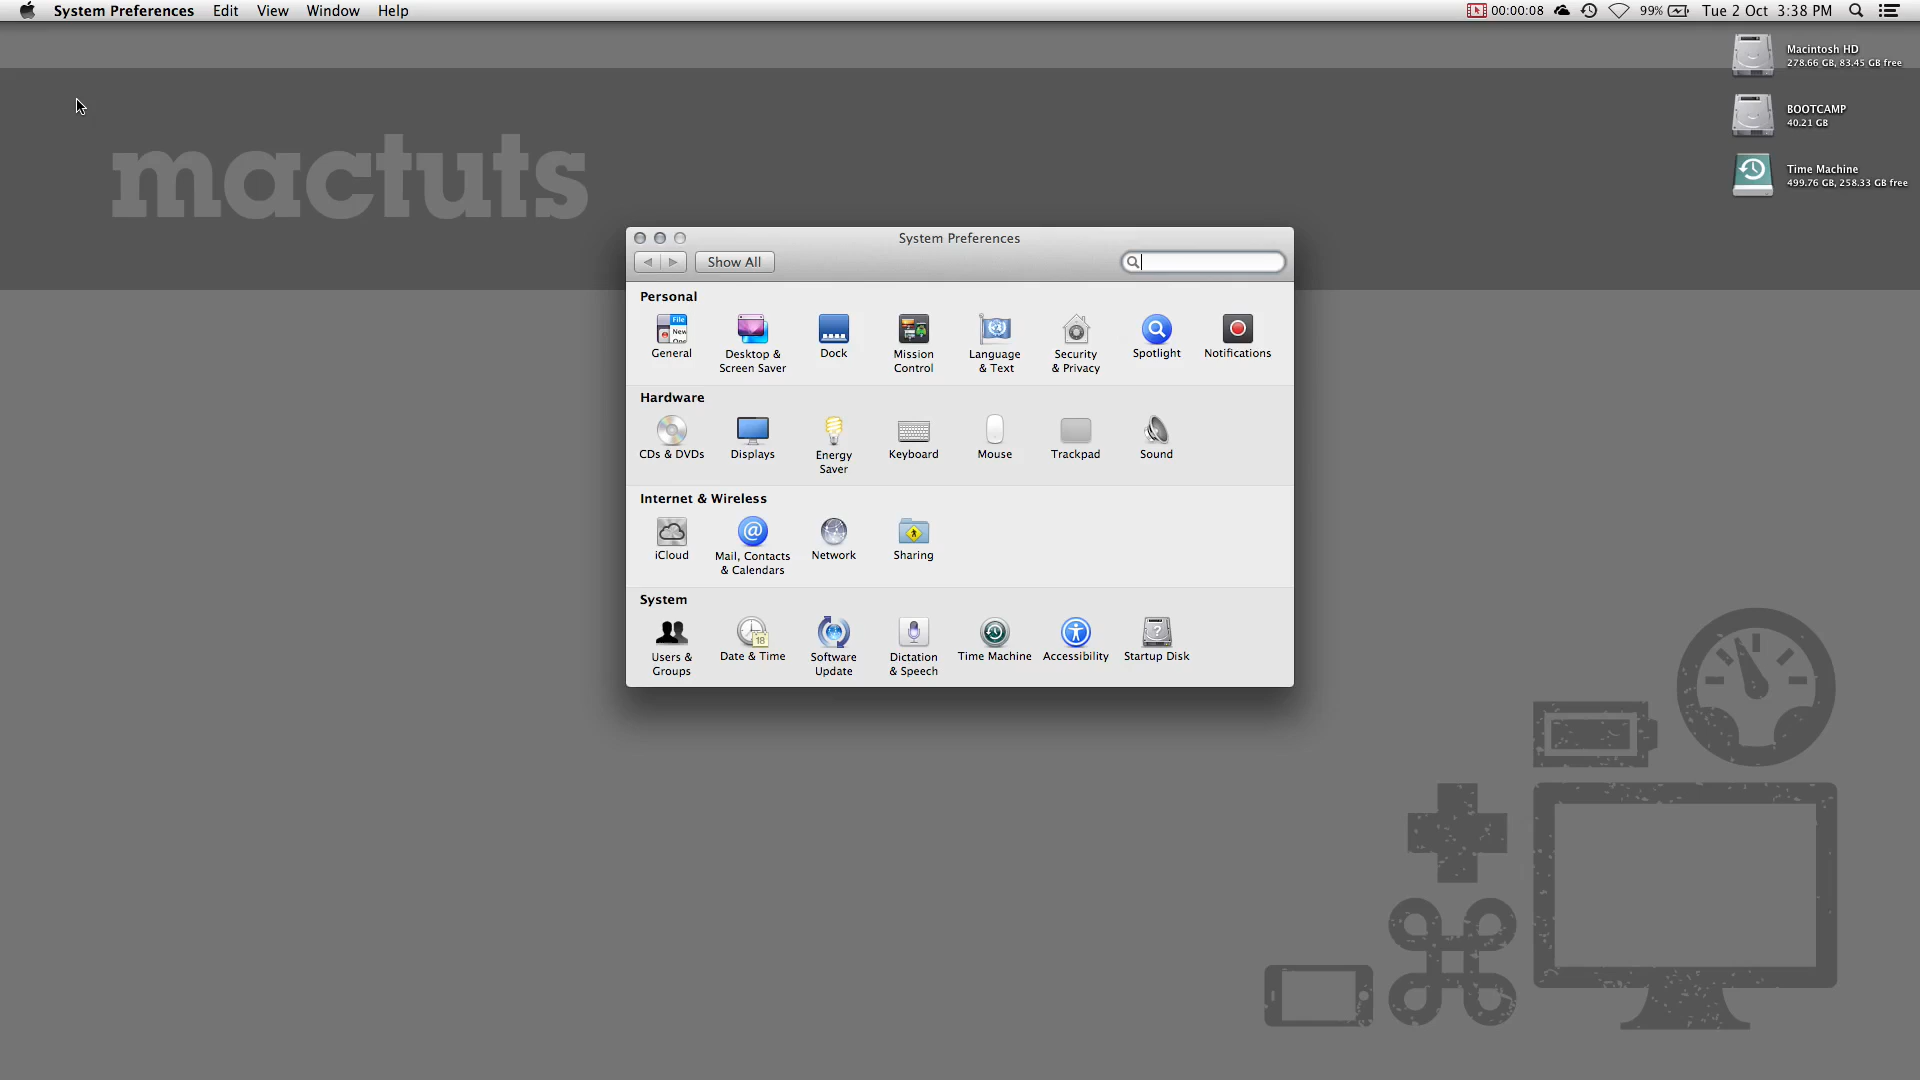 System Preferences Edit View Window Help 00:00:08 99% Tue 2 Oct 3:38 PM
Macintosh HD
278.66 GB, 83.45 GB free
BOOTCAMP
40.21 GB
Time Machine
499.76 GB, 258.33 GB free
mactuts
System Preferences
Show All
Personal
File
New
General
Desktop &
Screen Saver
Dock
Mission
Control
Language
& Text
Security
& Privacy
Spotlight
Notifications
Hardware
CDs & DVDs
Displays
Energy
Saver
Keyboard
Mouse
Trackpad
Sound
Internet & Wireless
iCloud
@
Mail, Contacts
& Calendars
Network
Sharing
System
Users &
Groups
18
Date & Time
Software
Update
Dictation
& Speech
Time Machine
Accessibility
?
Startup Disk